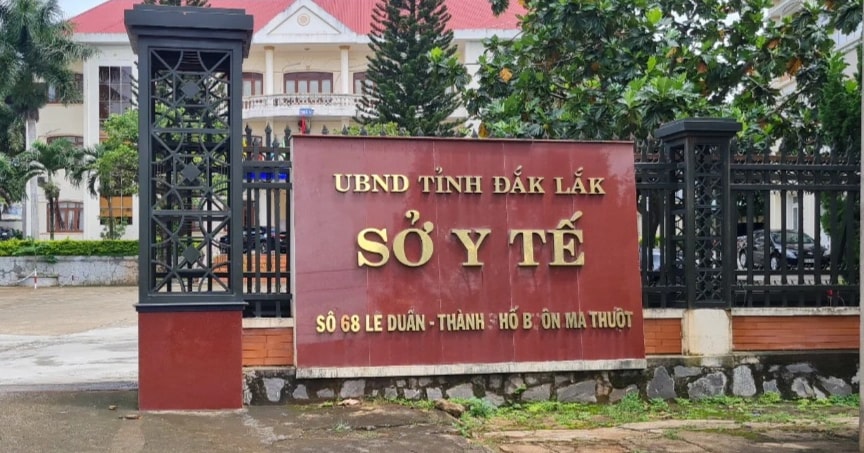 UBND TỈNH ĐẮK LẮK
SỞ Y TẾ
SỐ 68 LE DUẨN - THÀNH HỐ B ÔN MA THUỘT